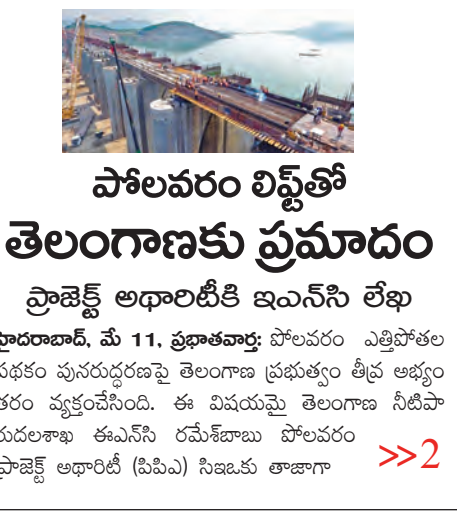 పోలవరం లిఫ్ట్‌తో
తెలంగాణకు ప్రమాదం
ప్రాజెక్ట్ అథారిటీకి ఇఎన్‌సి లేఖ
హైదరాబాద్, మే 11, ప్రభాతవార్త: పోలవరం ఎత్తిపోతల
పథకం పునరుద్ధరణపై తెలంగాణ ప్రభుత్వం తీవ్ర అభ్యం
తరం వ్యక్తంచేసింది. ఈ విషయమై తెలంగాణ నీటిపా
రుదలశాఖ ఈఎన్‌సి రమేశ్‌బాబు పోలవరం
ప్రాజెక్ట్ అథారిటీ (పిపిఎ) సిఇఒకు తాజాగా
>>2